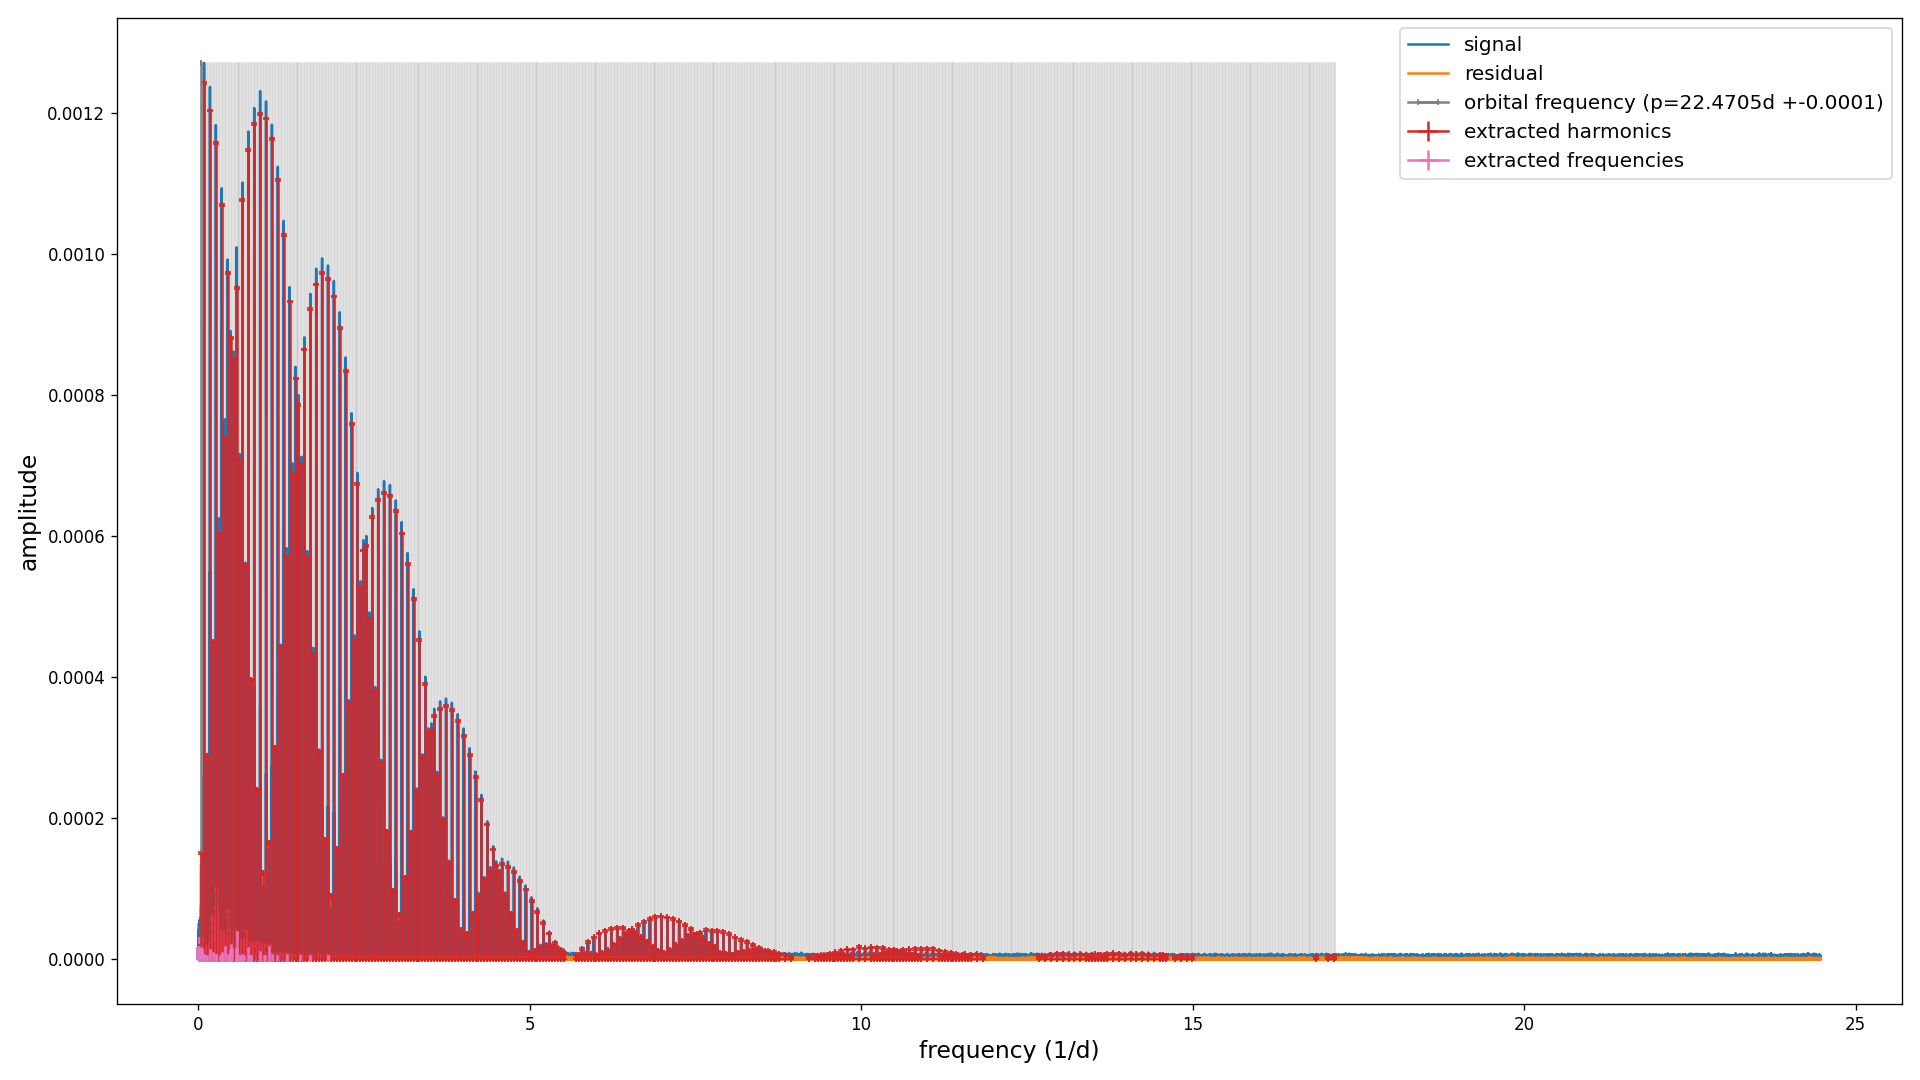 signal
residual
orbital frequency (p=22.4705d +-0.0001)
extracted harmonics
extracted frequencies
amplitude
0.0012
0.0010
0.0008
0.0006
0.0004
0.0002
0.0000
0 5 10 15 20 25
frequency (1/d)